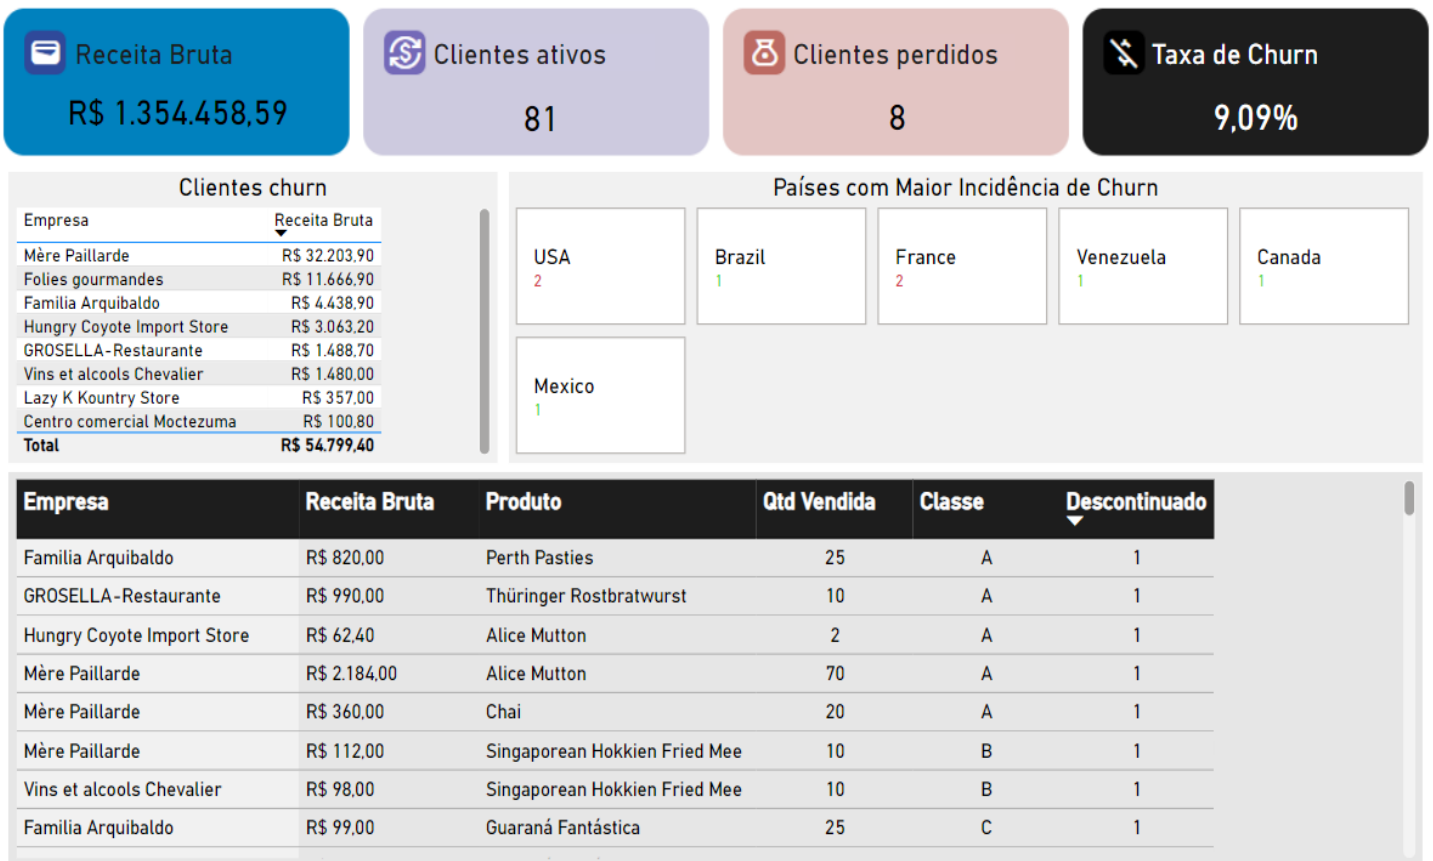 Receita Bruta
R$ 1.354.458,59
Clientes ativos
81
Clientes perdidos
8
Taxa de Churn
9,09%
Clientes churn
Empresa Receita Bruta
Mère Paillarde R$ 32.203,90
Folies gourmandes R$ 11.666,90
Familia Arquibaldo R$ 4.438,90
Hungry Coyote Import Store R$ 3.063,20
GROSELLA-Restaurante R$ 1.488,70
Vins et alcools Chevalier R$ 1.480,00
Lazy K Kountry Store R$ 357,00
Centro comercial Moctezuma R$ 100,80
Total R$ 54.799,40
Países com Maior Incidência de Churn
USA
2
Brazil
1
France
2
Venezuela
1
Canada
1
Mexico
1
Empresa Receita Bruta Produto Qtd Vendida Classe Descontinuado
Familia Arquibaldo R$ 820,00 Perth Pasties 25 A 1
GROSELLA-Restaurante R$ 990,00 Thüringer Rostbratwurst 10 A 1
Hungry Coyote Import Store R$ 62,40 Alice Mutton 2 A 1
Mère Paillarde R$ 2.184,00 Alice Mutton 70 A 1
Mère Paillarde R$ 360,00 Chai 20 A 1
Mère Paillarde R$ 112,00 Singaporean Hokkien Fried Mee 10 B 1
Vins et alcools Chevalier R$ 98,00 Singaporean Hokkien Fried Mee 10 B 1
Familia Arquibaldo R$ 99,00 Guaraná Fantástica 25 C 1